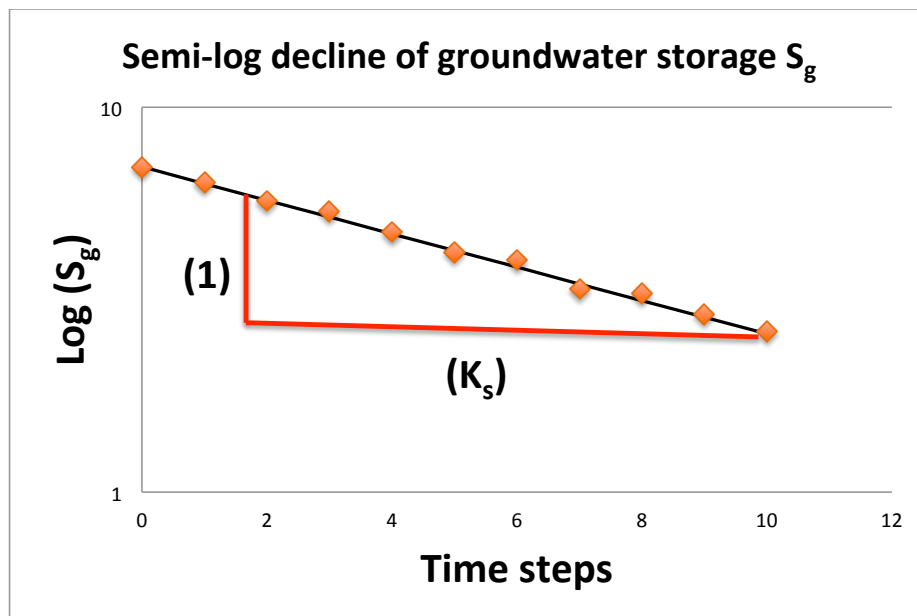 Semi-log decline of groundwater storage Sg
10
Log (Sg)
(1)
(Ks)
1
0 2 4 6 8 10 12
Time steps